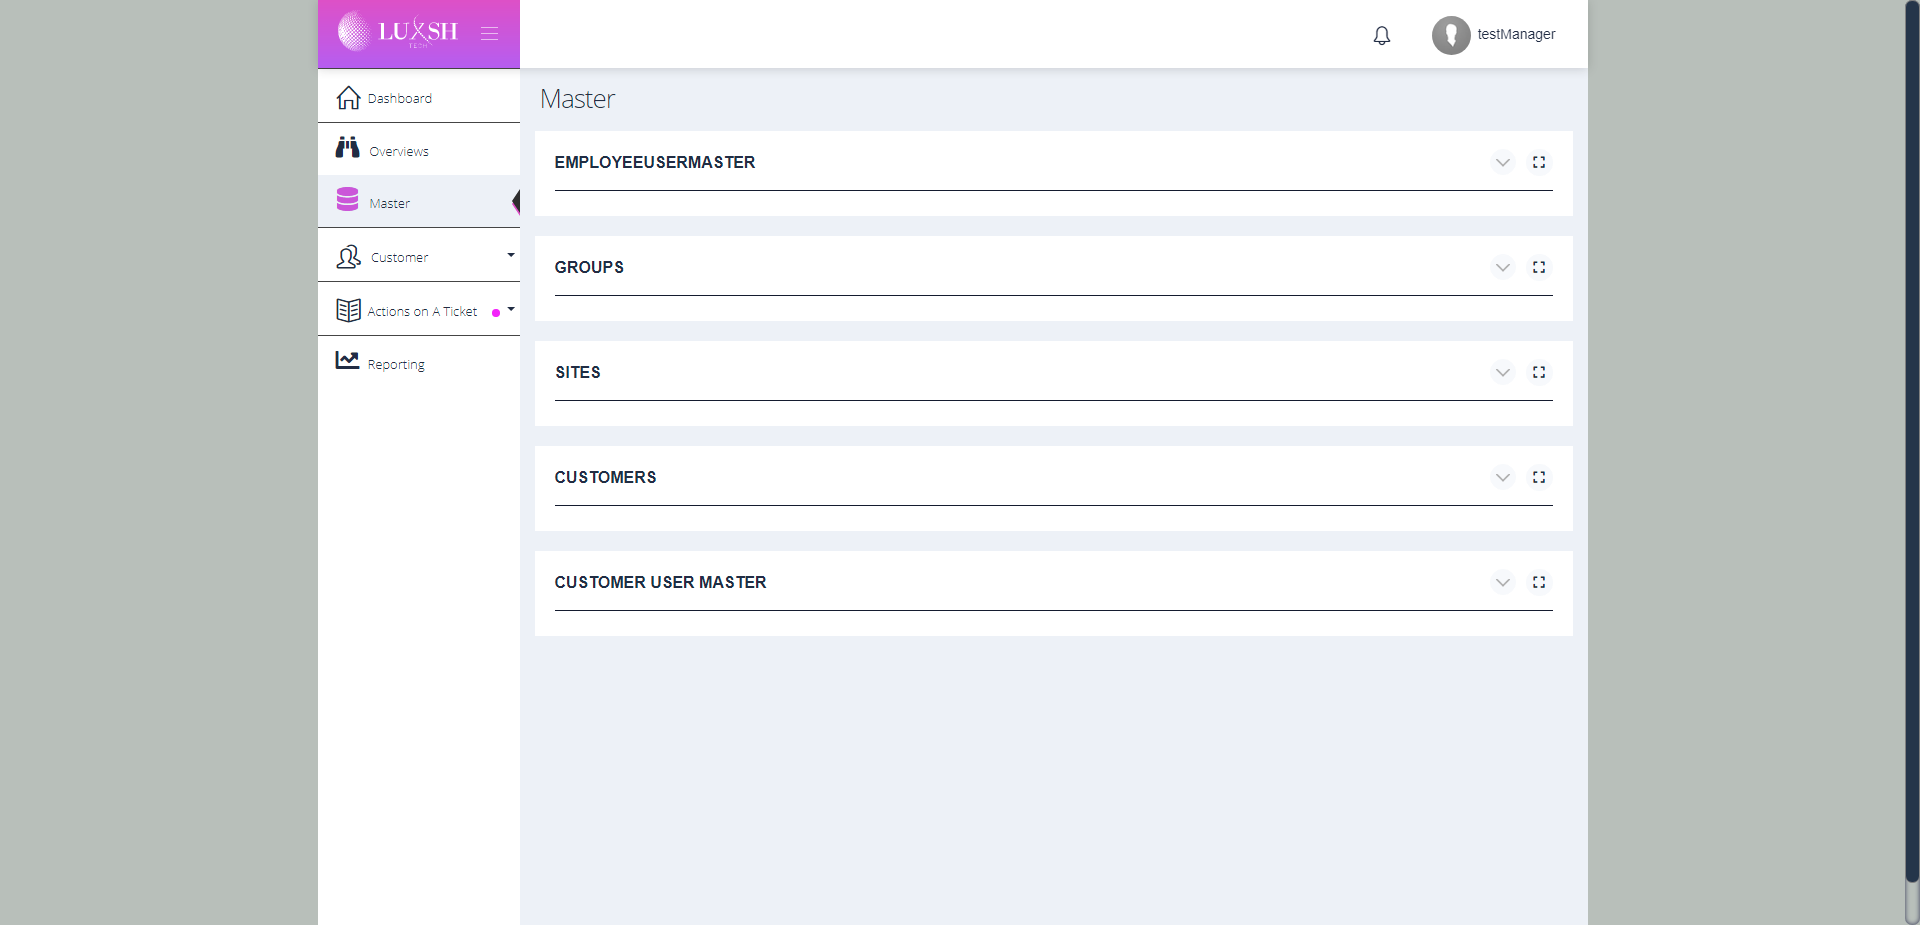 LUXSH
TECH
testManager
Dashboard
Overviews
Master
Customer
Actions on A Ticket
Reporting
Master
EMPLOYEEUSERMASTER
GROUPS
SITES
CUSTOMERS
CUSTOMER USER MASTER